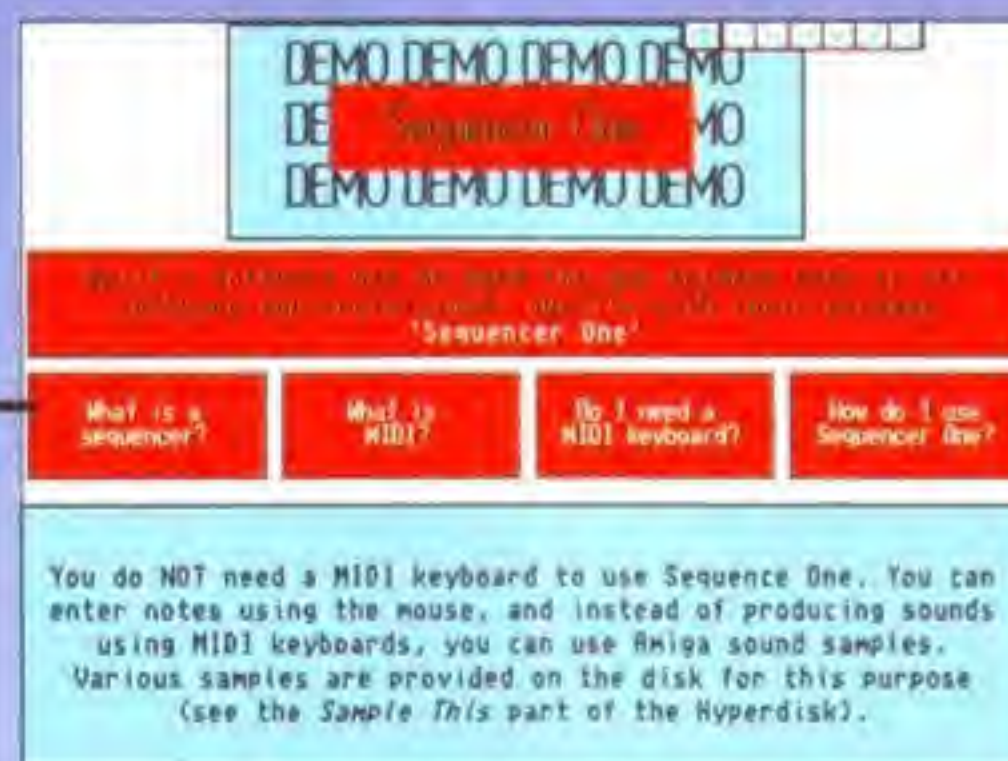 DEMO DEMO DEMO DEMO
DE Sequencer One MO
DEMO DEMO DEMO DEMO
'Sequencer One'
What is a
sequencer?
What is
MIDI?
Do I need a
MIDI keyboard?
How do I use
Sequencer One?
You do NOT need a MIDI keyboard to use Sequence One. You can
enter notes using the mouse, and instead of producing sounds
using MIDI keyboards, you can use Amiga sound samples.
Various samples are provided on the disk for this purpose
(see the Sample This part of the Hyperdisk).